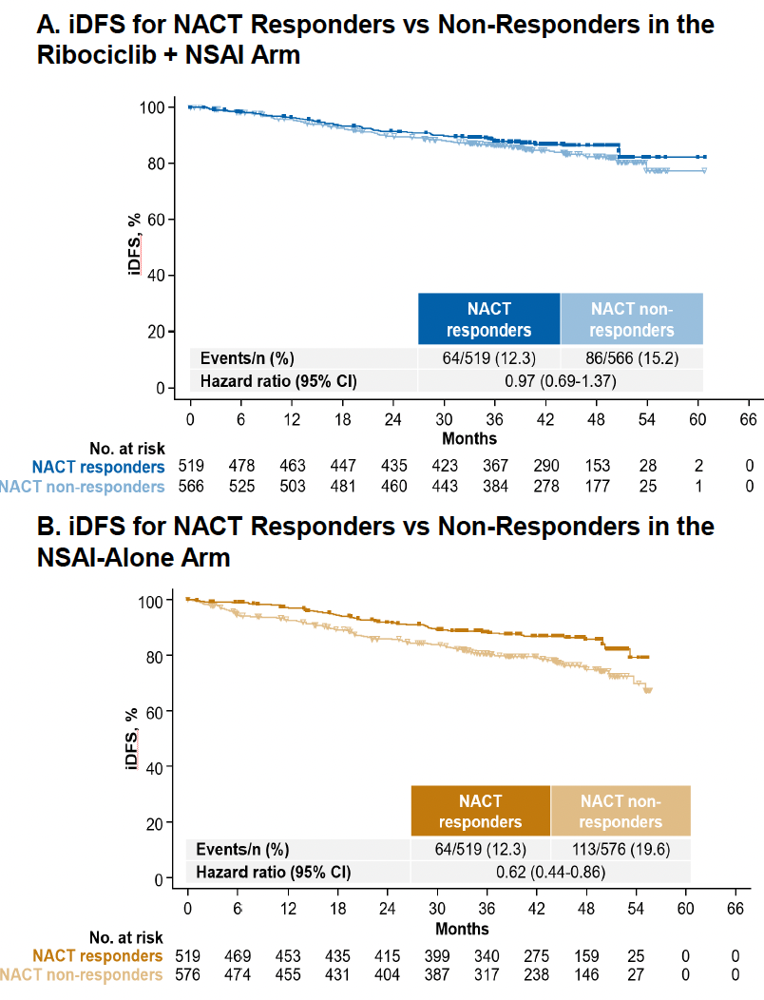 A. iDFS for NACT Responders vs Non-Responders in the
Ribociclib + NSAI Arm
100
80
60
40
20
0
iDFS, %
NACT
responders
NACT non-
responders
Events/n (%) 64/519 (12.3) 86/566 (15.2)
Hazard ratio (95% CI) 0.97 (0.69-1.37)
0 6 12 18 24 30 36 42 48 54 60 66
Months
No. at risk
NACT responders 519 478 463 447 435 423 367 290 153 28 2 0
NACT non-responders 566 525 503 481 460 443 384 278 177 25 1 0
B. iDFS for NACT Responders vs Non-Responders in the
NSAI-Alone Arm
100
80
60
40
20
0
iDFS, %
NACT
responders
NACT non-
responders
Events/n (%) 64/519 (12.3) 113/576 (19.6)
Hazard ratio (95% CI) 0.62 (0.44-0.86)
0 6 12 18 24 30 36 42 48 54 60 66
Months
No. at risk
NACT responders 519 469 453 435 415 399 340 275 159 25 0 0
NACT non-responders 576 474 455 431 404 387 317 238 146 27 0 0